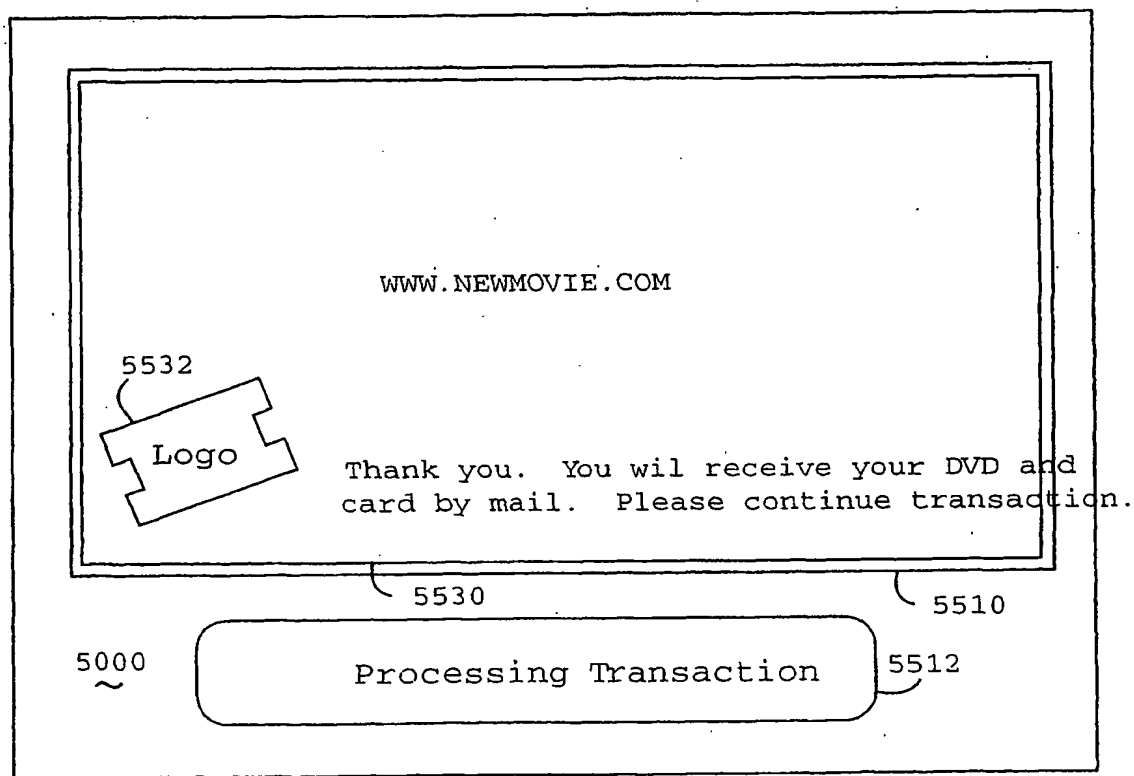 WWW.NEWMOVIE.COM
5532
Logo
Thank you. You wil receive your DVD and
card by mail. Please continue transaction.
5530
5510
5000
Processing Transaction
5512